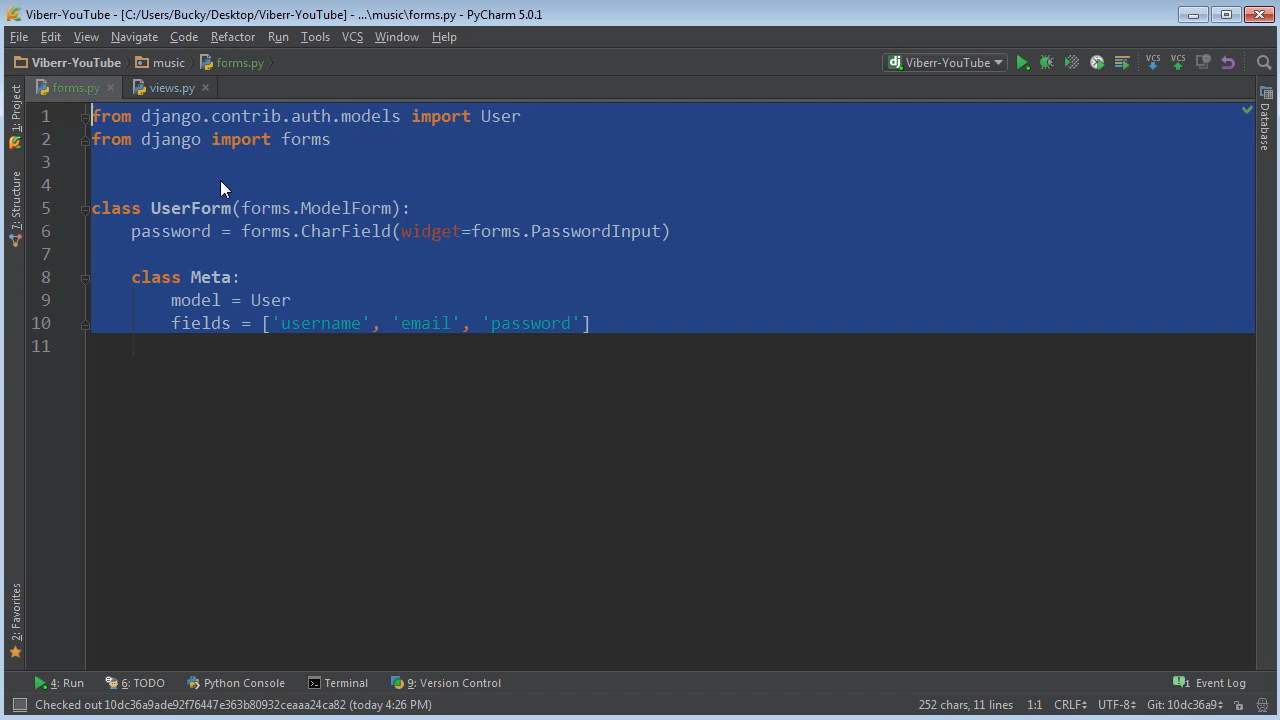 Viberr-YouTube - [C:/Users/Bucky/Desktop/Viberr-YouTube] - ...\music\forms.py - PyCharm 5.0.1
File Edit View Navigate Code Refactor Run Tools VCS Window Help
Viberr-YouTube music forms.py dj Viberr-YouTube VCS VCS
forms.py views.py
1: Project
7: Structure
2: Favorites
Database
1 from django.contrib.auth.models import User
2 from django import forms
3
4
5 class UserForm(forms.ModelForm):
6 password = forms.CharField(widget=forms.PasswordInput)
7
8 class Meta:
9 model = User
10 fields = ['username', 'email', 'password']
11
4: Run 6: TODO Python Console Terminal 9: Version Control 1 Event Log
Checked out 10dc36a9ade92f76447e363b80932ceaaa24ca82 (today 4:26 PM) 252 chars, 11 lines 1:1 CRLF UTF-8 Git: 10dc36a9